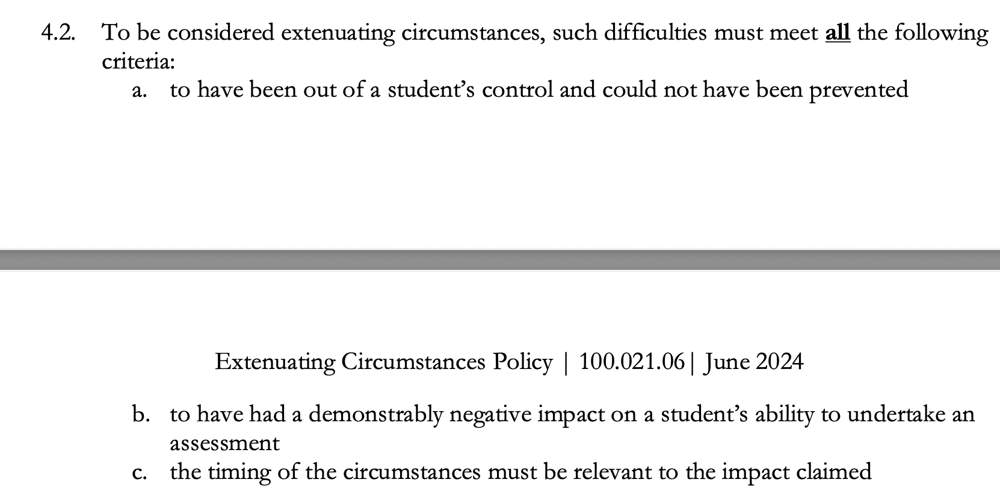 4.2. To be considered extenuating circumstances, such difficulties must meet all the following
criteria:
a. to have been out of a student’s control and could not have been prevented
Extenuating Circumstances Policy | 100.021.06| June 2024
b. to have had a demonstrably negative impact on a student’s ability to undertake an
assessment
c. the timing of the circumstances must be relevant to the impact claimed